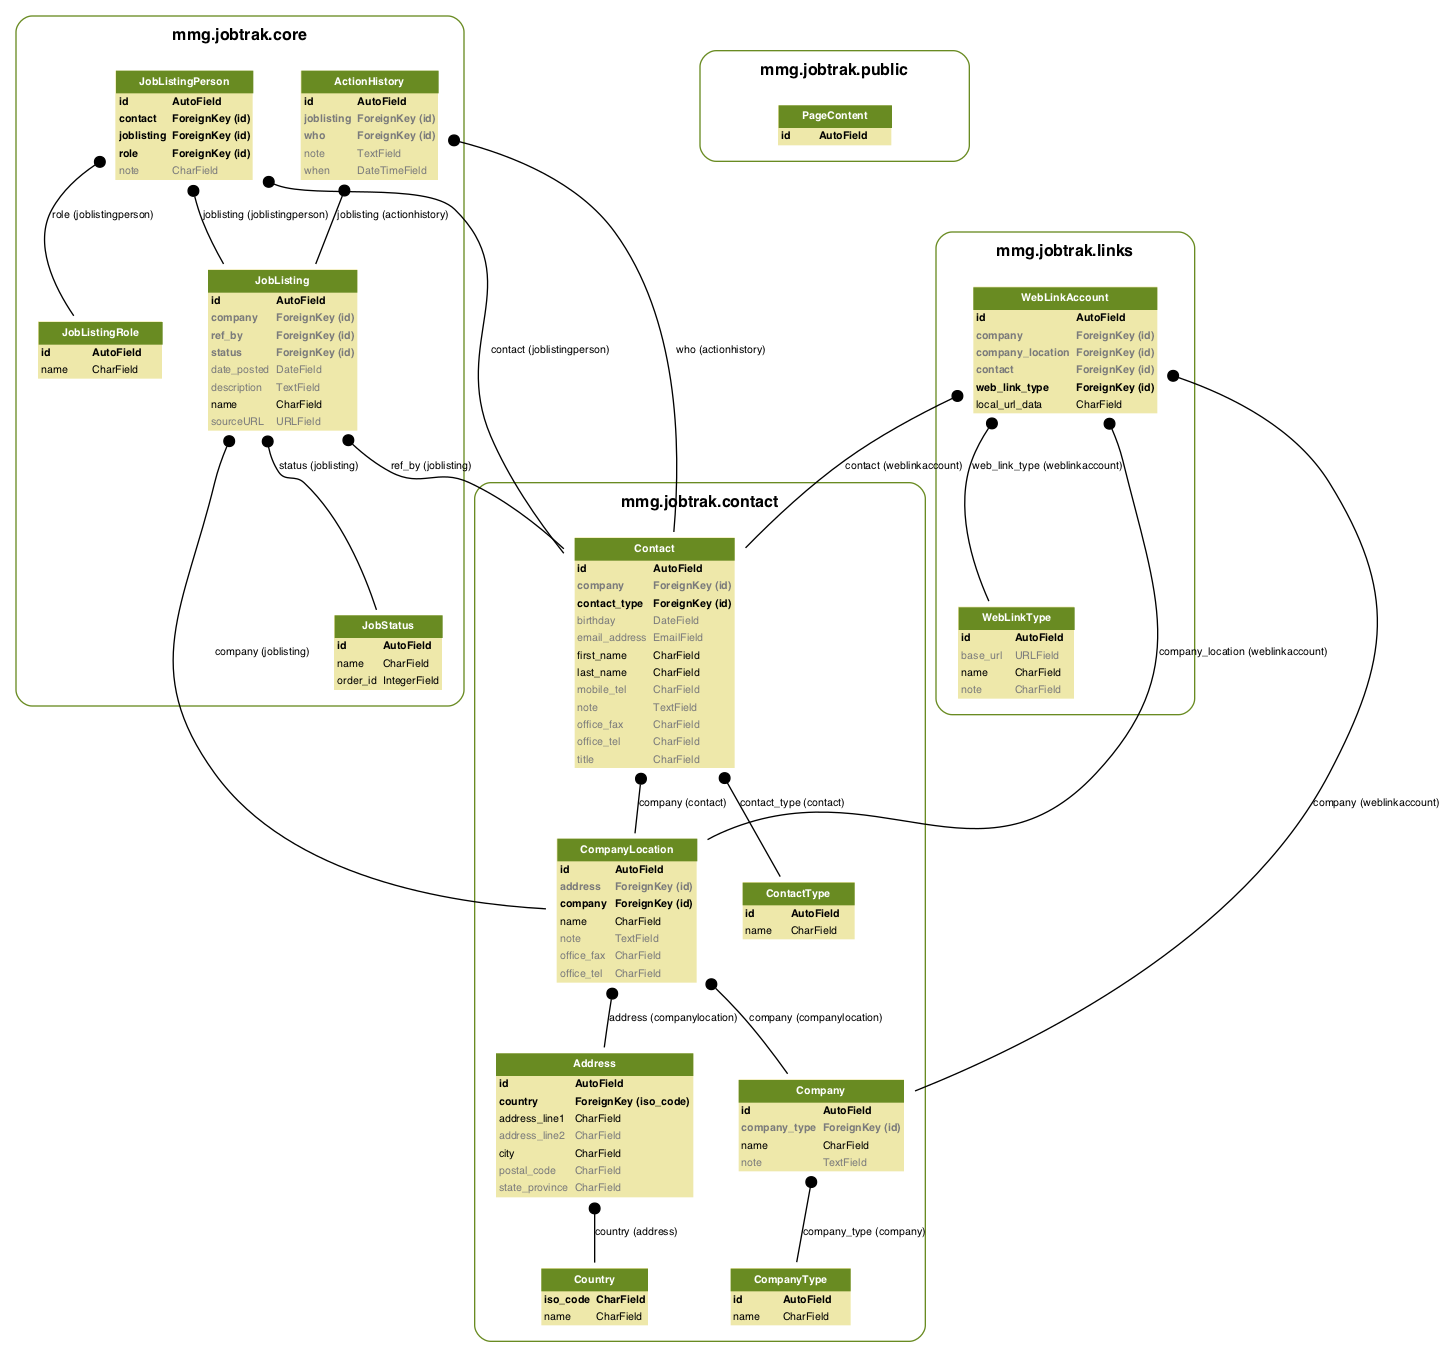 mmg.jobtrak.core
JobListingPerson
id AutoField
contact ForeignKey (id)
joblisting ForeignKey (id)
role ForeignKey (id)
note CharField
ActionHistory
id AutoField
joblisting ForeignKey (id)
who ForeignKey (id)
note TextField
when DateTimeField
role (joblistingperson)
joblisting (joblistingperson)
joblisting (actionhistory)
JobListing
id AutoField
company ForeignKey (id)
ref_by ForeignKey (id)
status ForeignKey (id)
date_posted DateField
description TextField
name CharField
sourceURL URLField
JobListingRole
id AutoField
name CharField
contact (joblistingperson)
who (actionhistory)
status (joblisting)
ref_by (joblisting)
company (joblisting)
JobStatus
id AutoField
name CharField
order_id IntegerField
mmg.jobtrak.public
PageContent
id AutoField
mmg.jobtrak.links
WebLinkAccount
id AutoField
company ForeignKey (id)
company_location ForeignKey (id)
contact ForeignKey (id)
web_link_type ForeignKey (id)
local_url_data CharField
contact (weblinkaccount)
web_link_type (weblinkaccount)
WebLinkType
id AutoField
base_url URLField
name CharField
note CharField
company_location (weblinkaccount)
company (weblinkaccount)
mmg.jobtrak.contact
Contact
id AutoField
company ForeignKey (id)
contact_type ForeignKey (id)
birthday DateField
email_address EmailField
first_name CharField
last_name CharField
mobile_tel CharField
note TextField
office_fax CharField
office_tel CharField
title CharField
company (contact)
contact_type (contact)
CompanyLocation
id AutoField
address ForeignKey (id)
company ForeignKey (id)
name CharField
note TextField
office_fax CharField
office_tel CharField
ContactType
id AutoField
name CharField
address (companylocation)
company (companylocation)
Address
id AutoField
country ForeignKey (iso_code)
address_line1 CharField
address_line2 CharField
city CharField
postal_code CharField
state_province CharField
Company
id AutoField
company_type ForeignKey (id)
name CharField
note TextField
country (address)
company_type (company)
Country
iso_code CharField
name CharField
CompanyType
id AutoField
name CharField